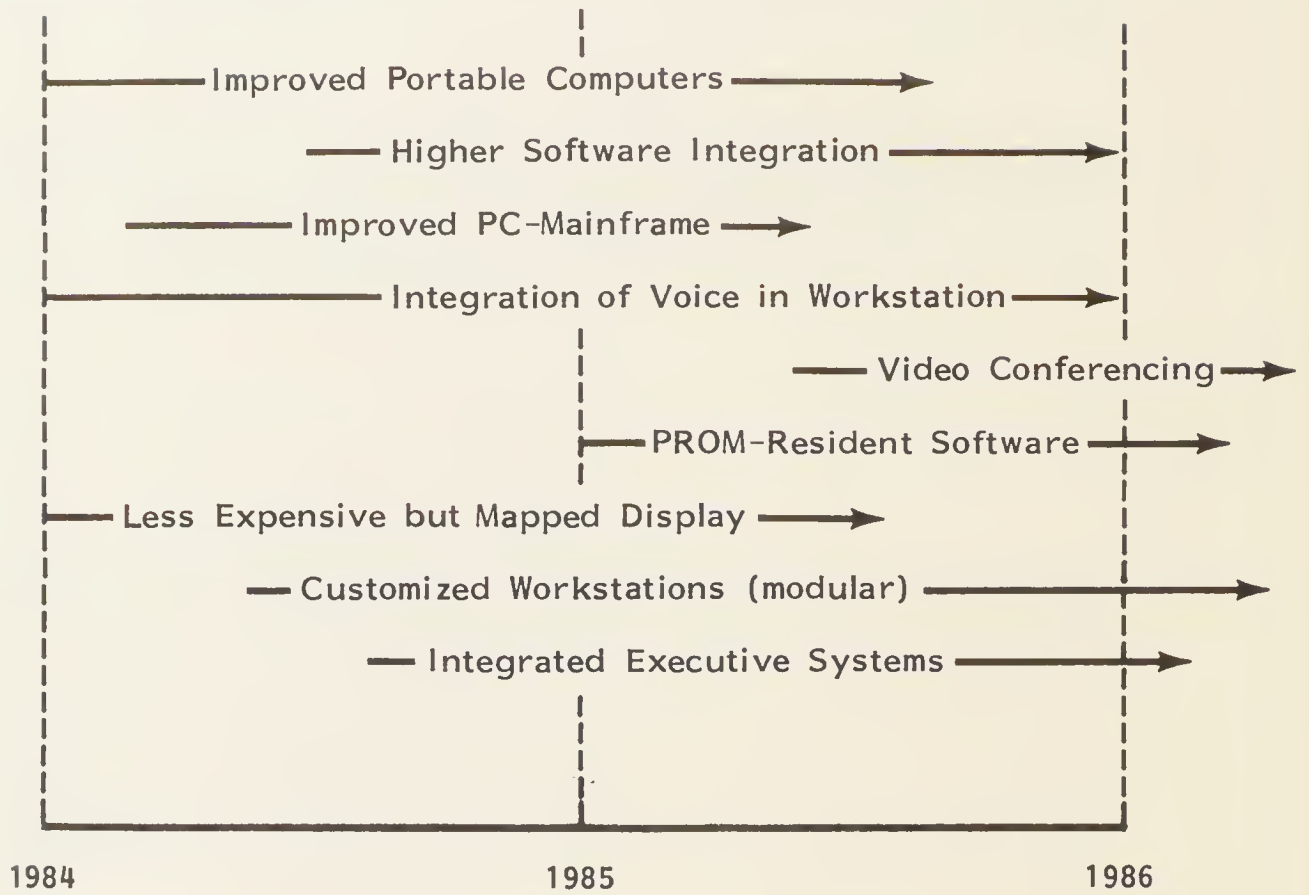 Improved Portable Computers
Higher Software Integration
Improved PC-Mainframe
Integration of Voice in Workstation
Video Conferencing
PROM-Resident Software
Less Expensive but Mapped Display
Customized Workstations (modular)
Integrated Executive Systems
1984 1985 1986